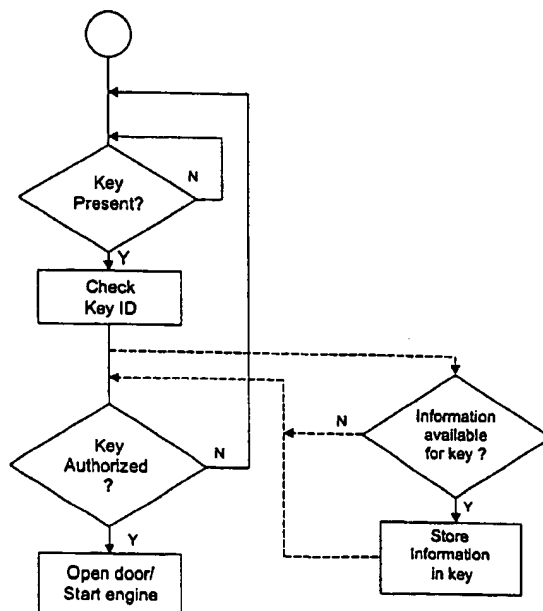 Key
Present?
N
Y
Check
Key ID
Key
Authorized
?
N
Y
Open door/
Start engine
Information
available
for key ?
N
Y
Store
Information
in key